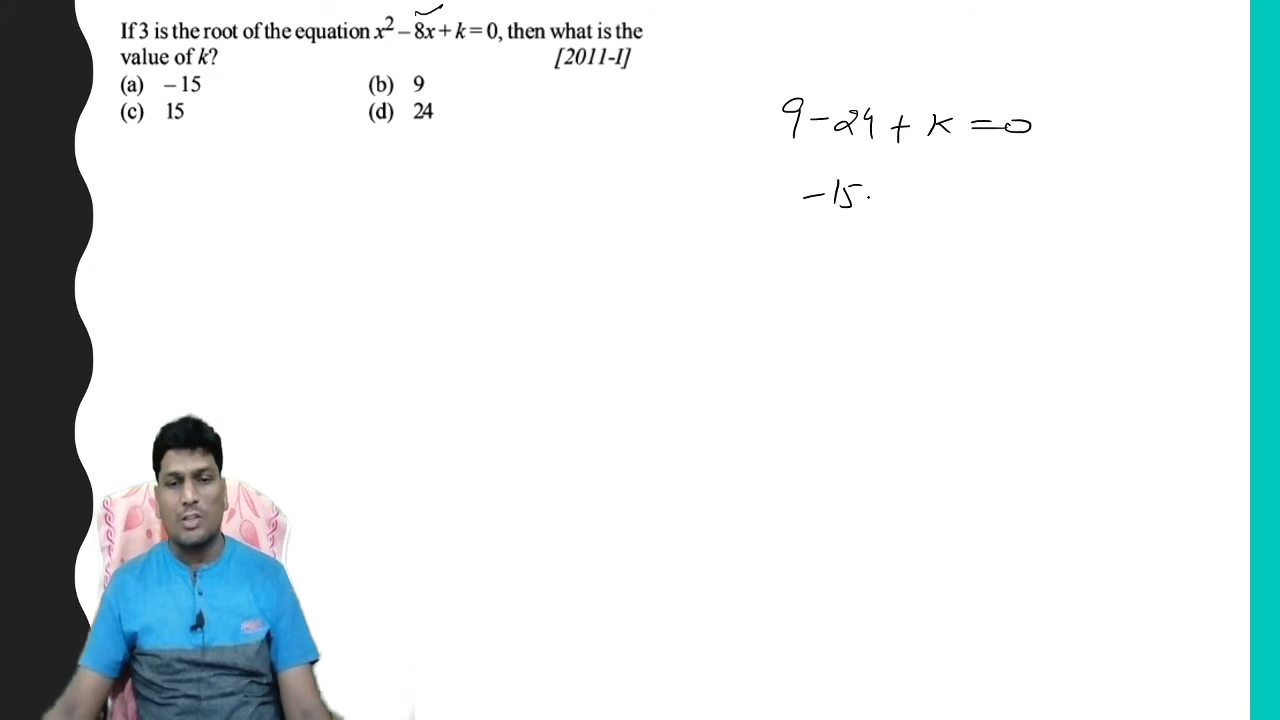 If 3 is the root of the equation x² – 8x + k = 0, then what is the
value of k? [2011-I]
(a) – 15 (b) 9
(c) 15 (d) 24
9 - 24 + k = 0
-15.